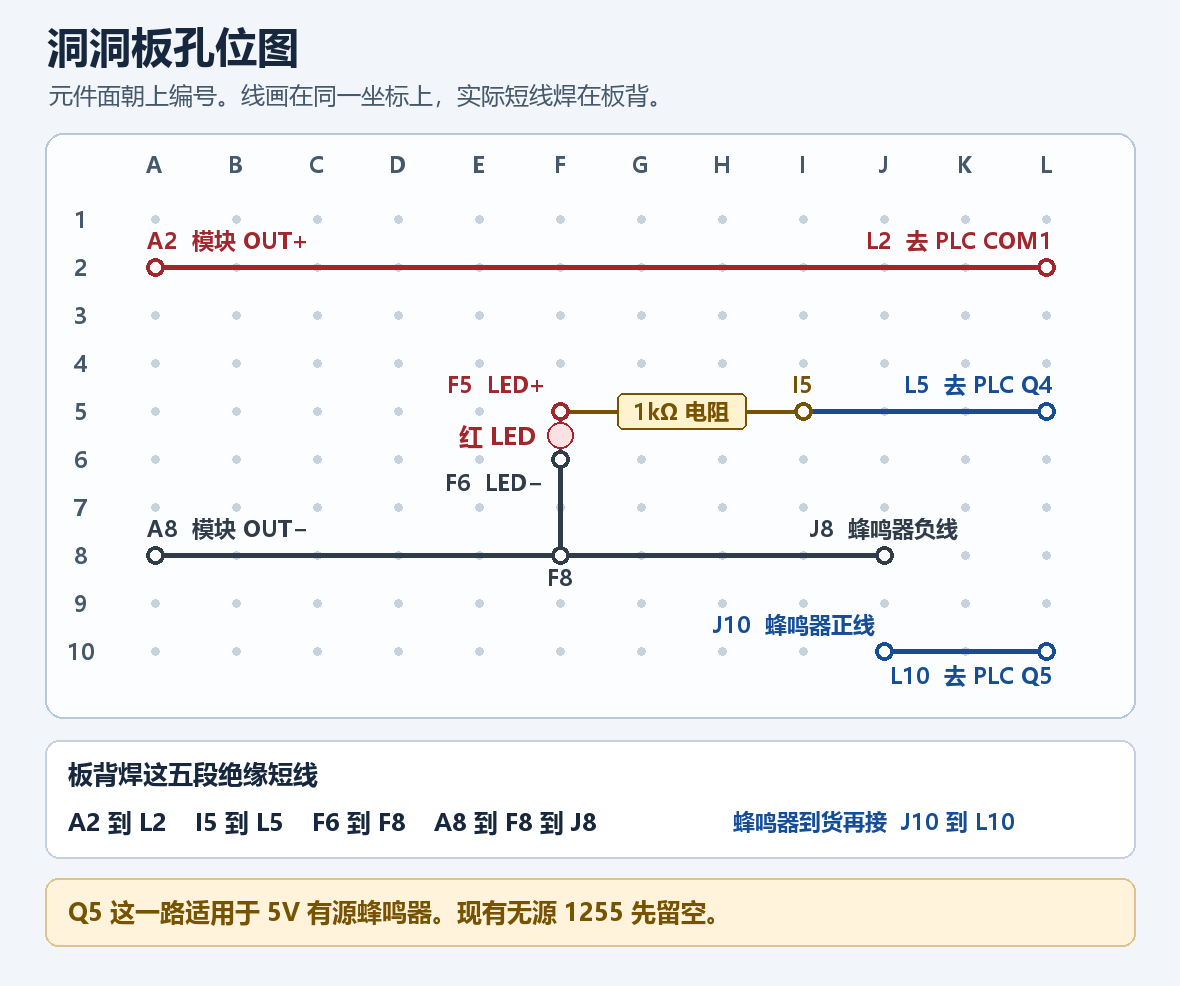 洞洞板孔位图
元件面朝上编号。线画在同一坐标上，实际短线焊在板背。
A B C D E F G H I J K L
1
A2 模块 OUT+ L2 去 PLC COM1
2
3
4
F5 LED+ I5 L5 去 PLC Q4
5 1kΩ 电阻
红 LED
6
F6 LED−
7
A8 模块 OUT− J8 蜂鸣器负线
8
F8
9
J10 蜂鸣器正线
10
L10 去 PLC Q5
板背焊这五段绝缘短线
A2 到 L2 I5 到 L5 F6 到 F8 A8 到 F8 到 J8 蜂鸣器到货再接 J10 到 L10
Q5 这一路适用于 5V 有源蜂鸣器。现有无源 1255 先留空。